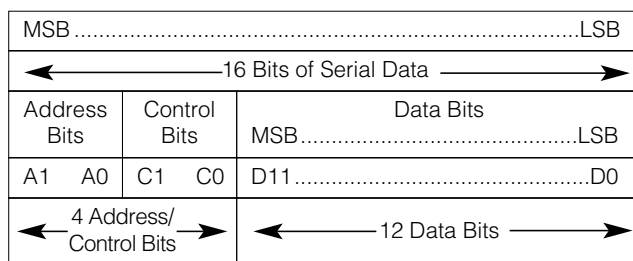 MSB..............................................................................LSB
16 Bits of Serial Data
Address Bits
Control Bits
Data Bits
MSB...........................................LSB
A1 A0 C1 C0 D11....................................................D0
4 Address/
Control Bits
12 Data Bits